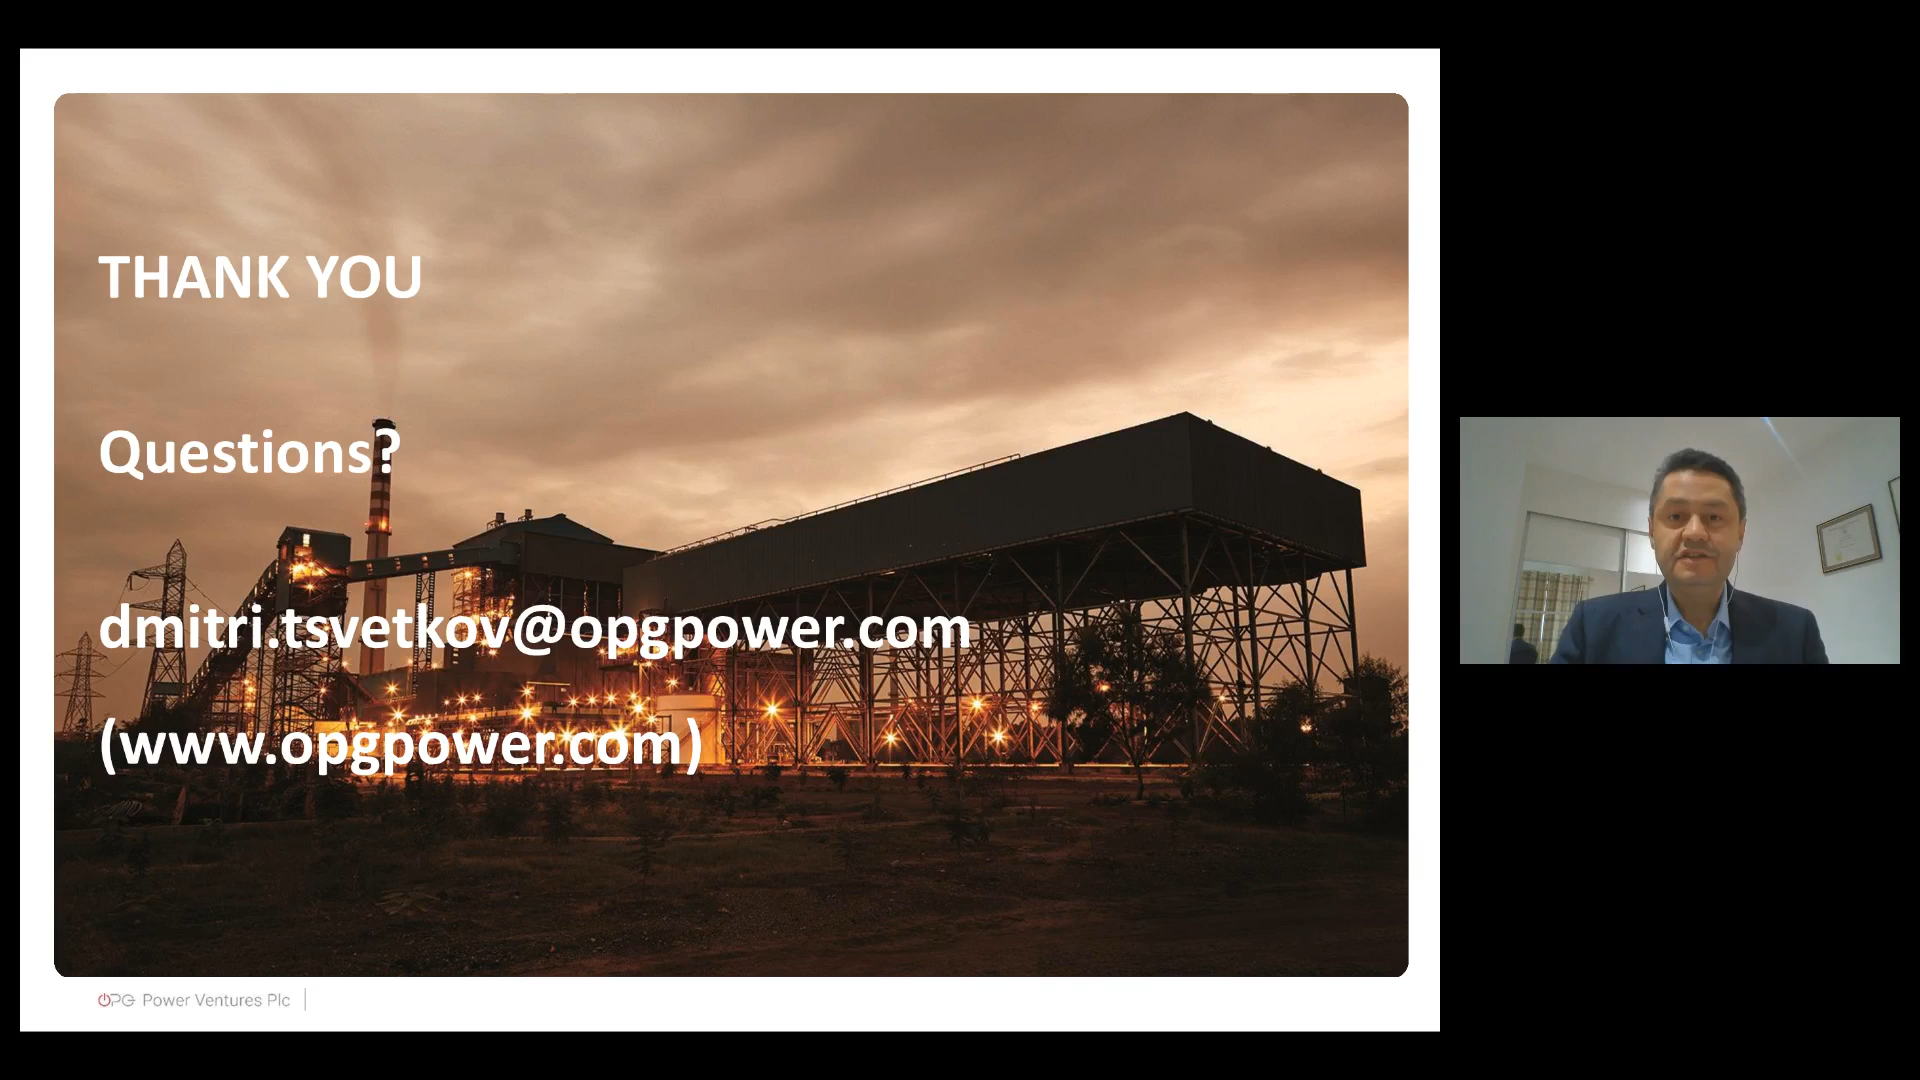 THANK YOU
Questions?
dmitri.tsvetkov@opgpower.com
(www.opgpower.com)
OPG Power Ventures Plc